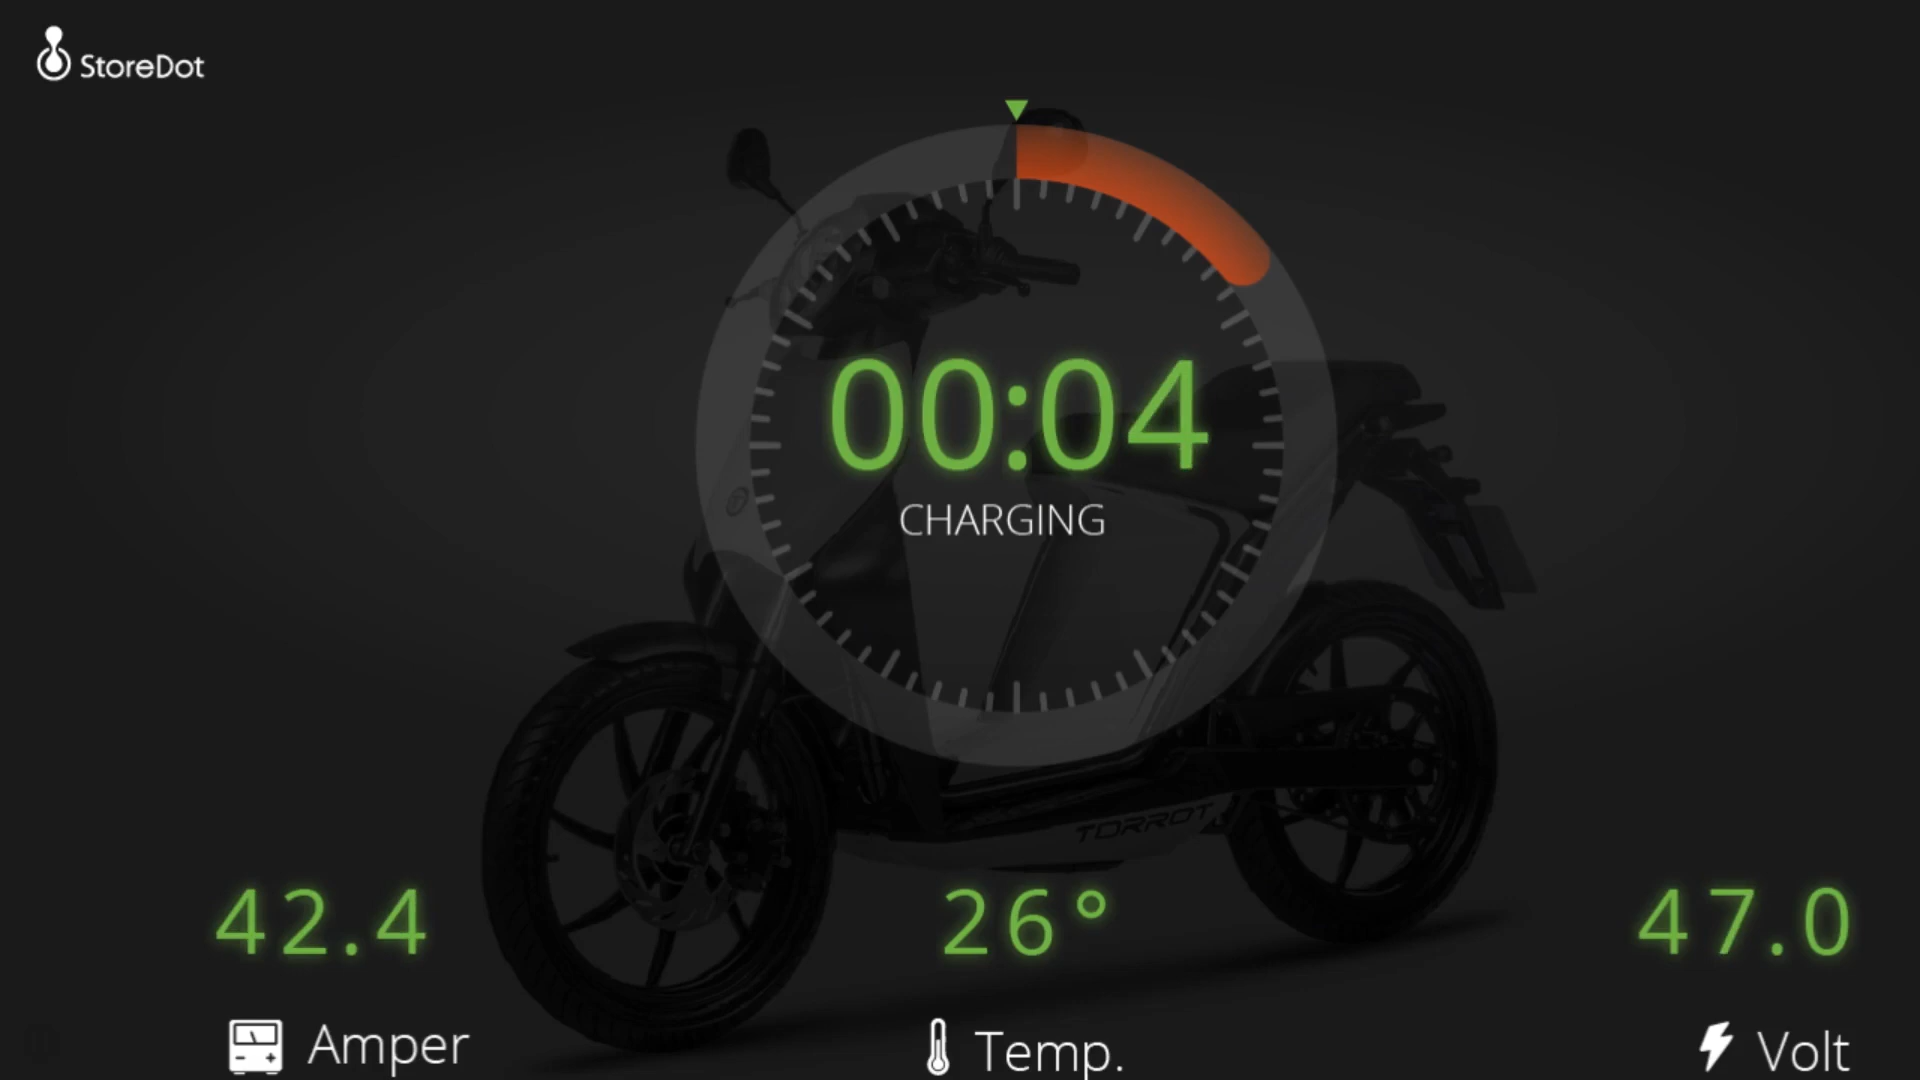 StoreDot
00:04
CHARGING
TORROT
42.4
26°
47.0
Amper
Temp.
Volt